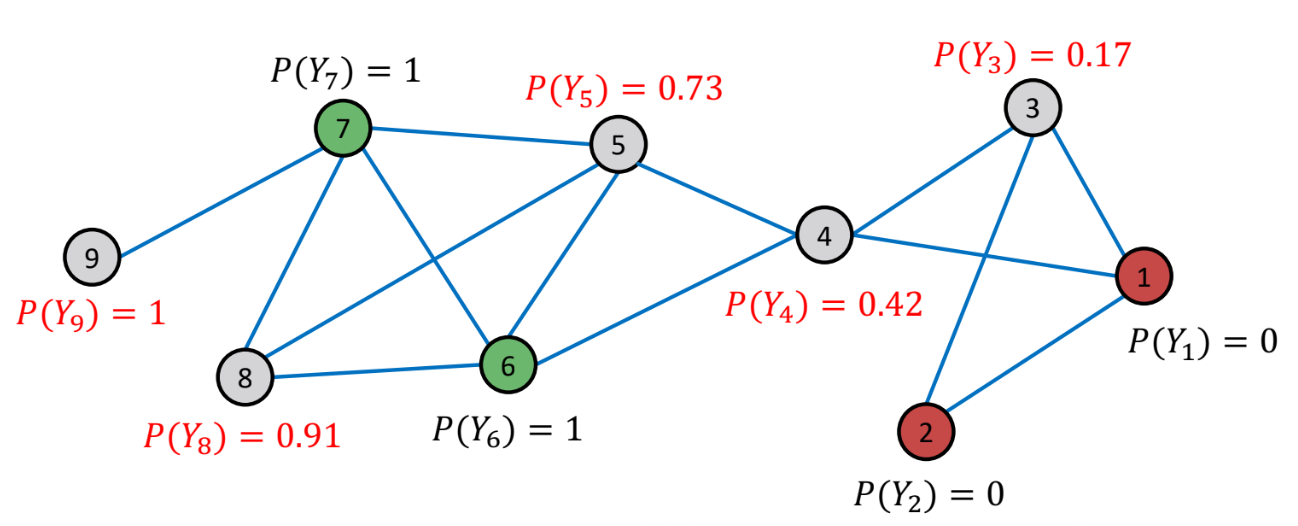 P(Y₃) = 0.17
P(Y₇) = 1
P(Y₅) = 0.73
3
7
5
4
9
1
P(Y₉) = 1
P(Y₄) = 0.42
P(Y₁) = 0
6
8
P(Y₈) = 0.91
P(Y₆) = 1
2
P(Y₂) = 0